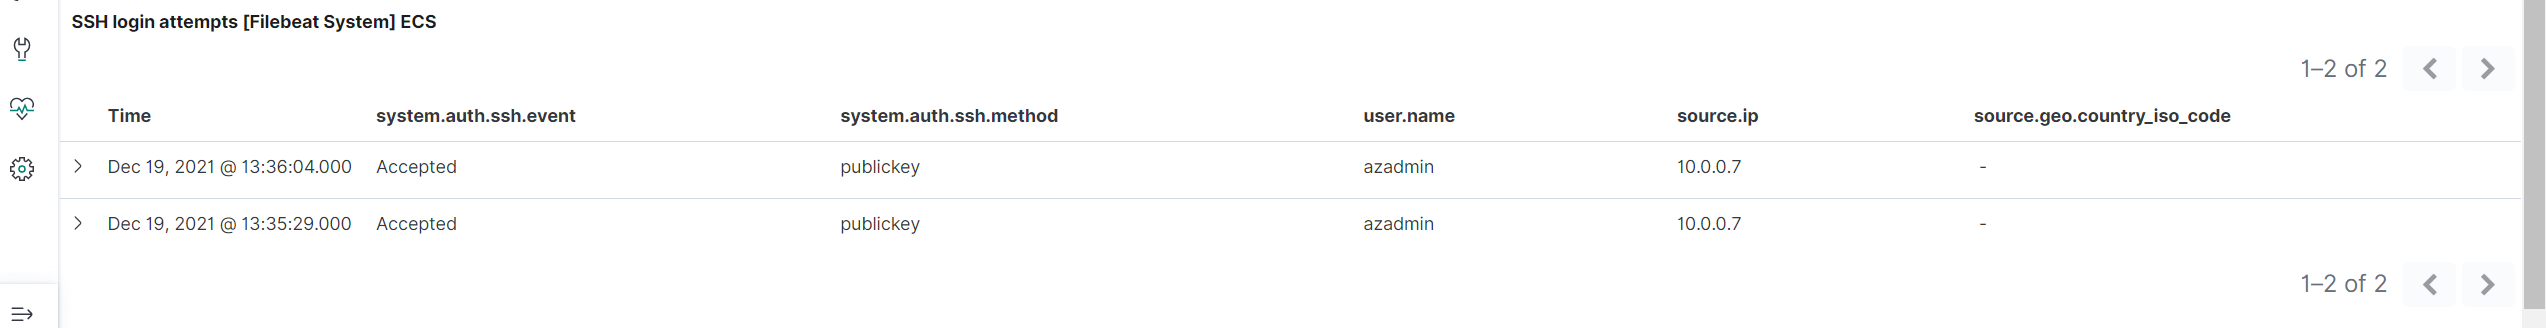 SSH login attempts [Filebeat System] ECS
1–2 of 2
Time system.auth.ssh.event system.auth.ssh.method user.name source.ip source.geo.country_iso_code
Dec 19, 2021 @ 13:36:04.000 Accepted publickey azadmin 10.0.0.7 -
Dec 19, 2021 @ 13:35:29.000 Accepted publickey azadmin 10.0.0.7 -
1–2 of 2